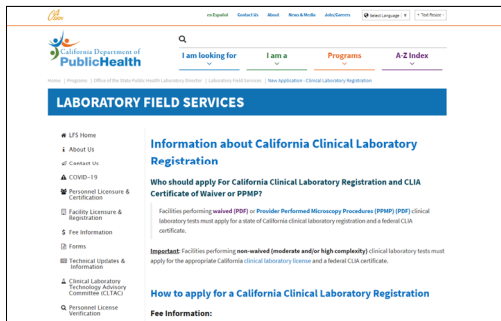 CA
GOV
en Español
Contact Us
About
News & Media
Jobs/Careers
Select Language
Text Resize
California Department of
PublicHealth
I am looking for
I am a
Programs
A-Z Index
Home | Programs | Office of the State Public Health Laboratory Director | Laboratory Field Services | New Application - Clinical Laboratory Registration
LABORATORY FIELD SERVICES
LFS Home
About Us
Contact Us
COVID-19
Personnel Licensure &
Certification
Facility Licensure &
Registration
Fee Information
Forms
Technical Updates &
Information
Clinical Laboratory
Technology Advisory
Committee (CLTAC)
Personnel License
Verification
Information about California Clinical Laboratory
Registration
Who should apply For California Clinical Laboratory Registration and CLIA
Certificate of Waiver or PPMP?
Facilities performing waived (PDF) or Provider Performed Microscopy Procedures (PPMP) (PDF) clinical
laboratory tests must apply for a state of California clinical laboratory registration and a federal CLIA
certificate.
Important: Facilities performing non-waived (moderate and/or high complexity) clinical laboratory tests must
apply for the appropriate California clinical laboratory license and a federal CLIA certificate.
How to apply for a California Clinical Laboratory Registration
Fee Information: